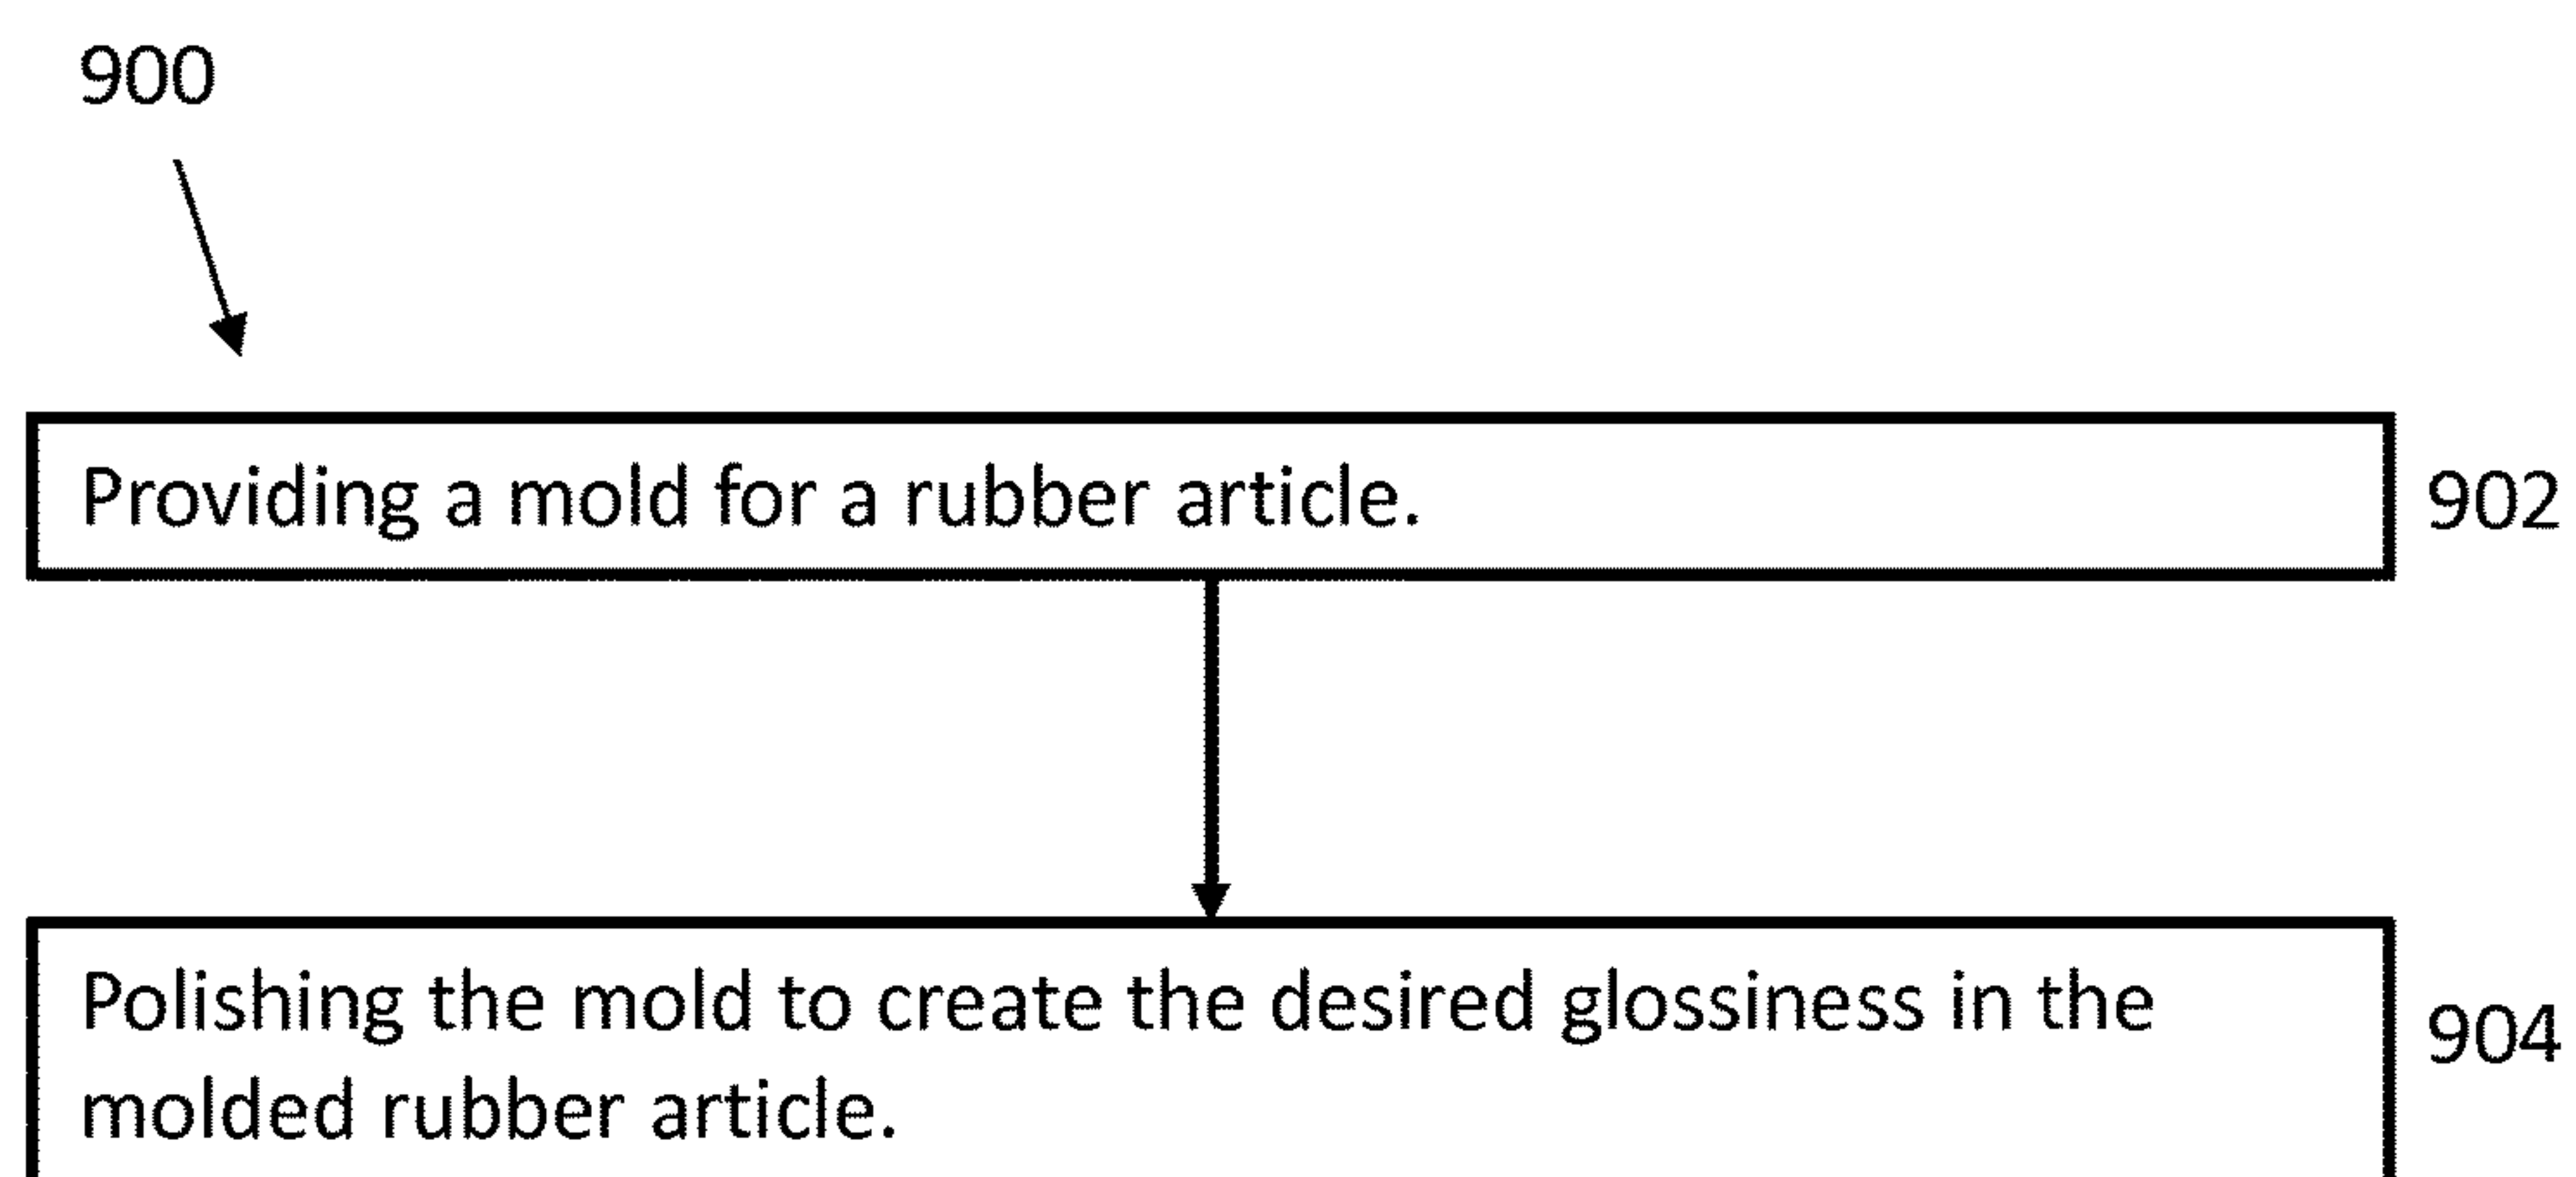 900
Providing a mold for a rubber article.
902
Polishing the mold to create the desired glossiness in the
904
molded rubber article.